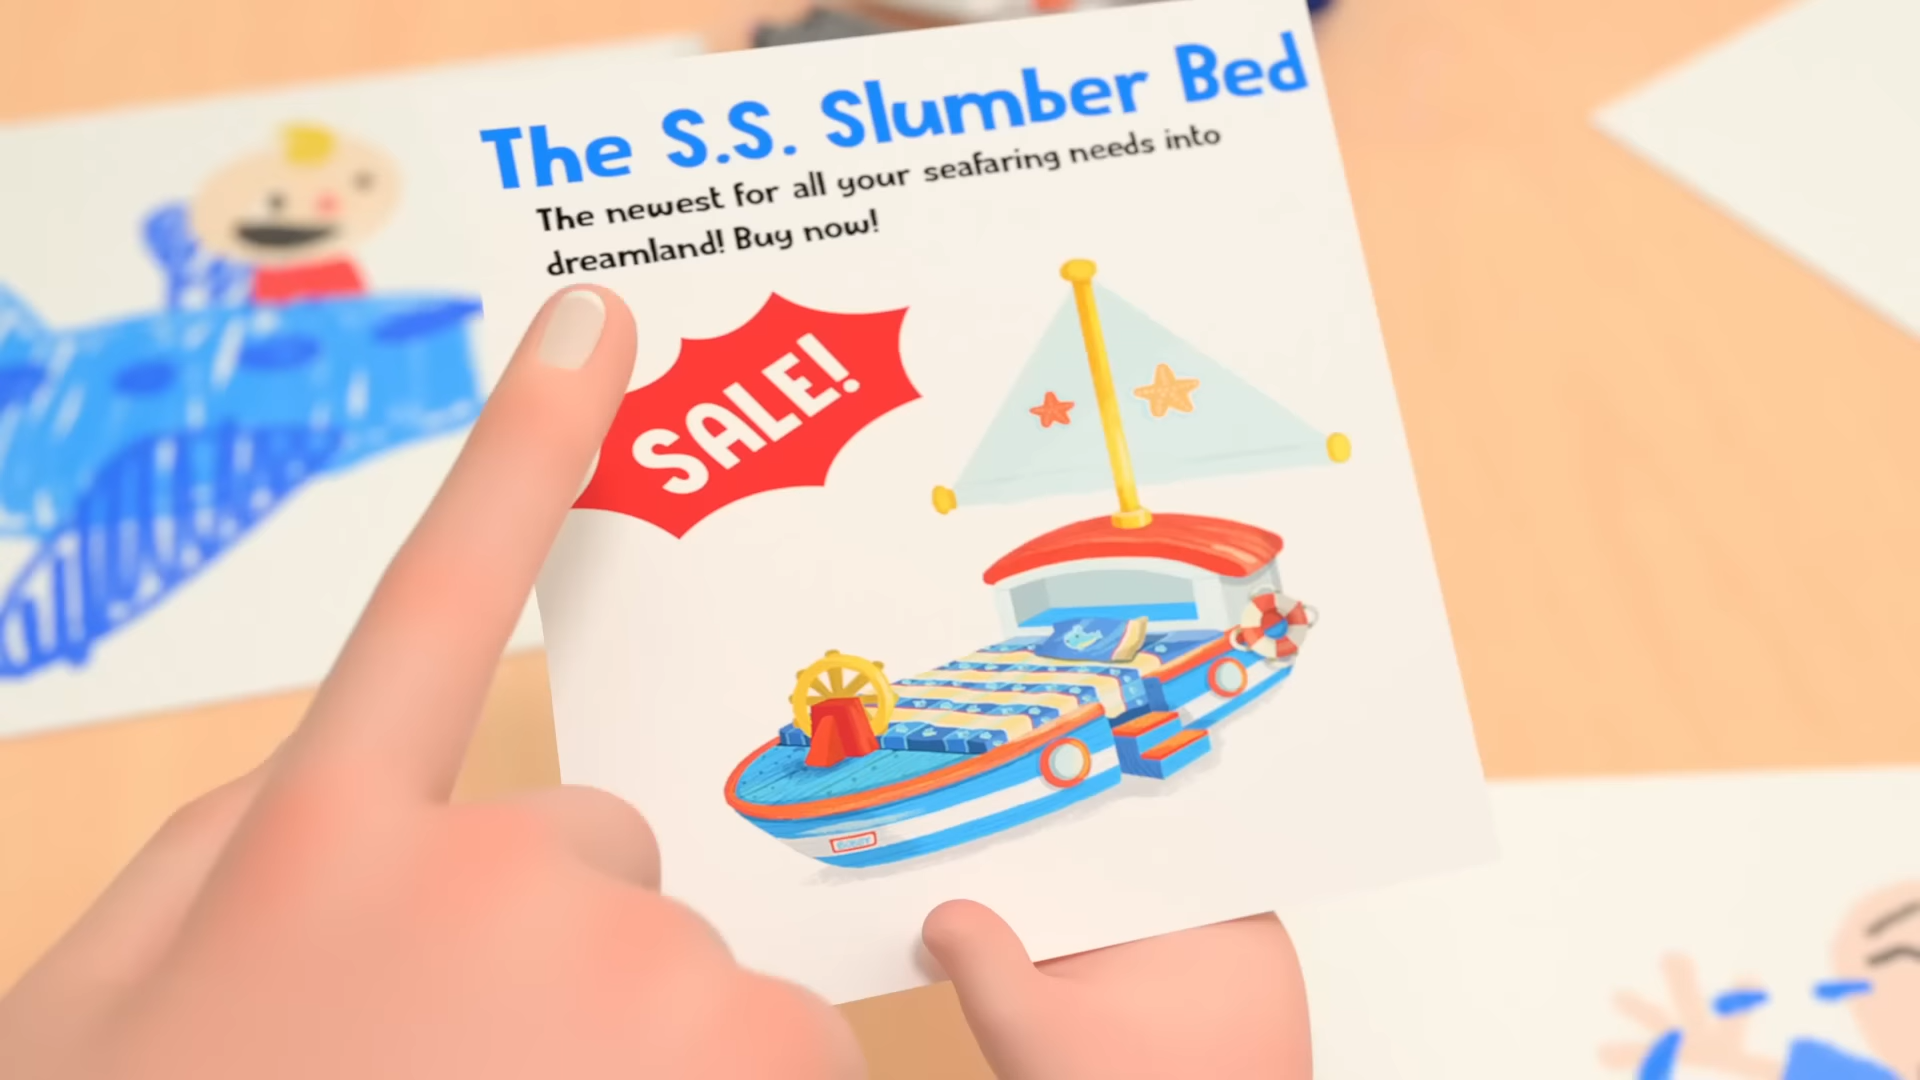 The S.S. Slumber Bed
The newest for all your seafaring needs into
dreamland! Buy now!
SALE!